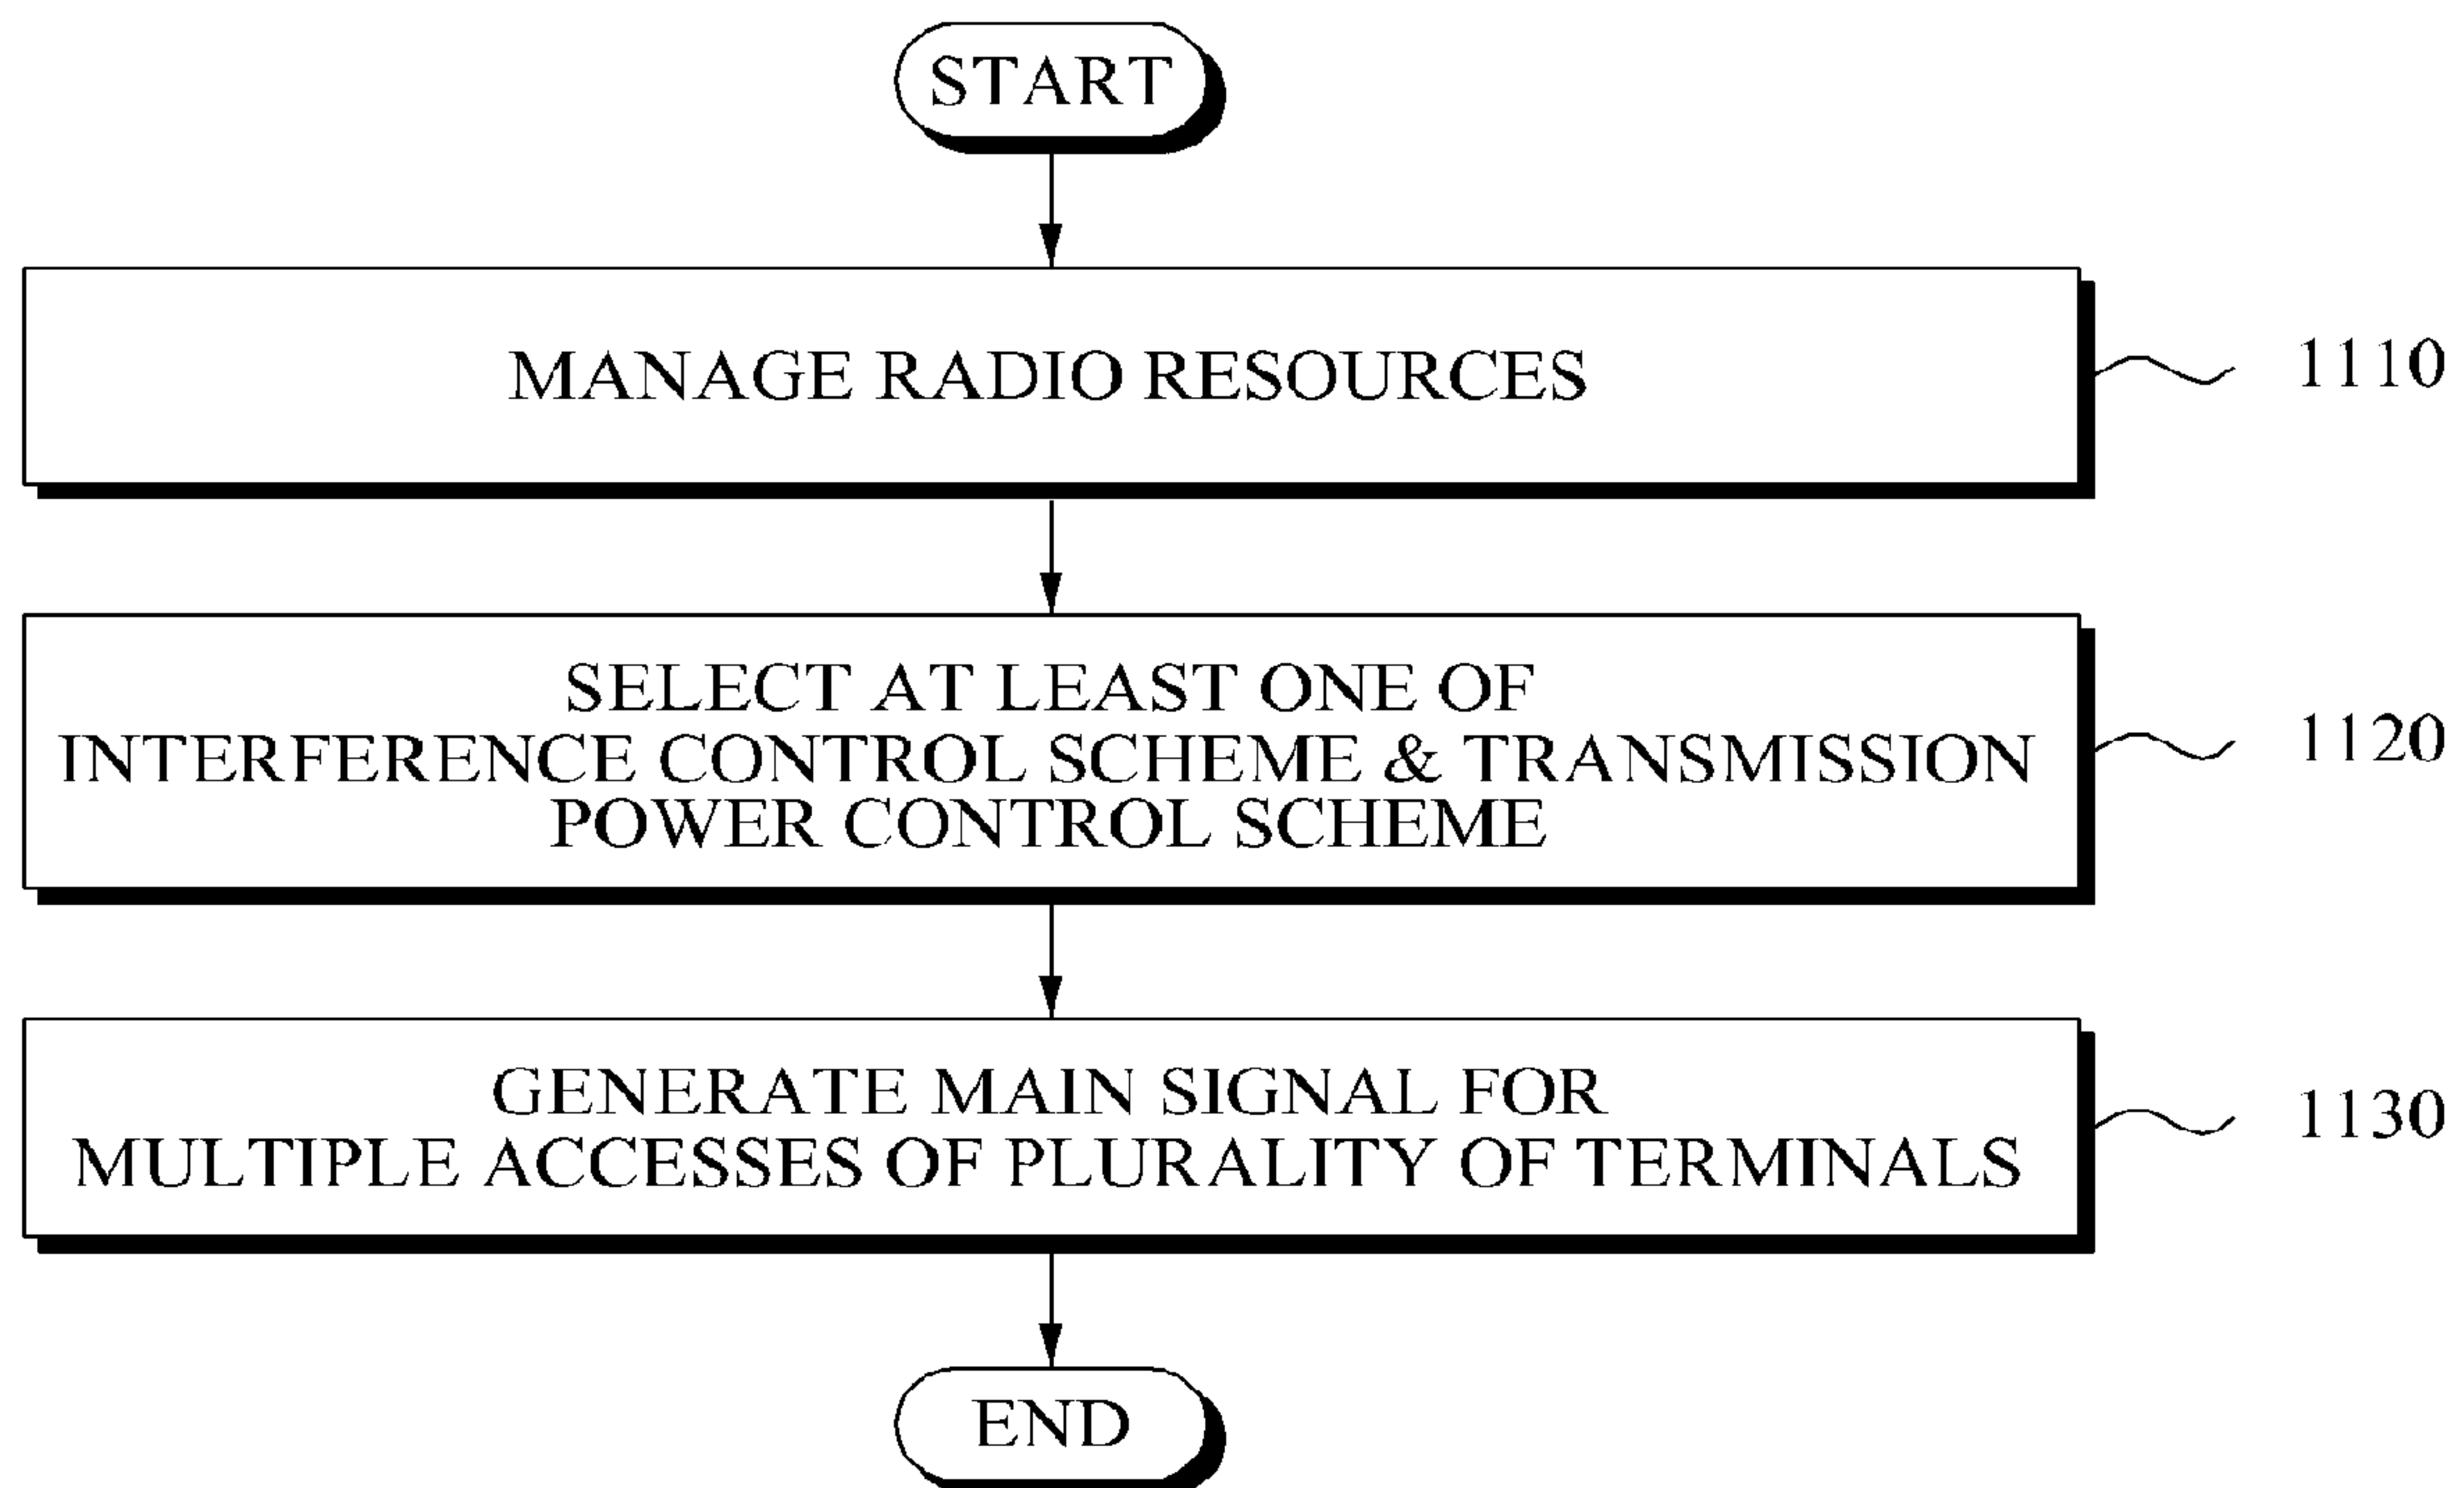 START
MANAGE RADIO RESOURCES
1110
SELECT AT LEAST ONE OF
INTERFERENCE CONTROL SCHEME & TRANSMISSION
POWER CONTROL SCHEME
1120
GENERATE MAIN SIGNAL FOR
MULTIPLE ACCESSES OF PLURALITY OF TERMINALS
1130
END